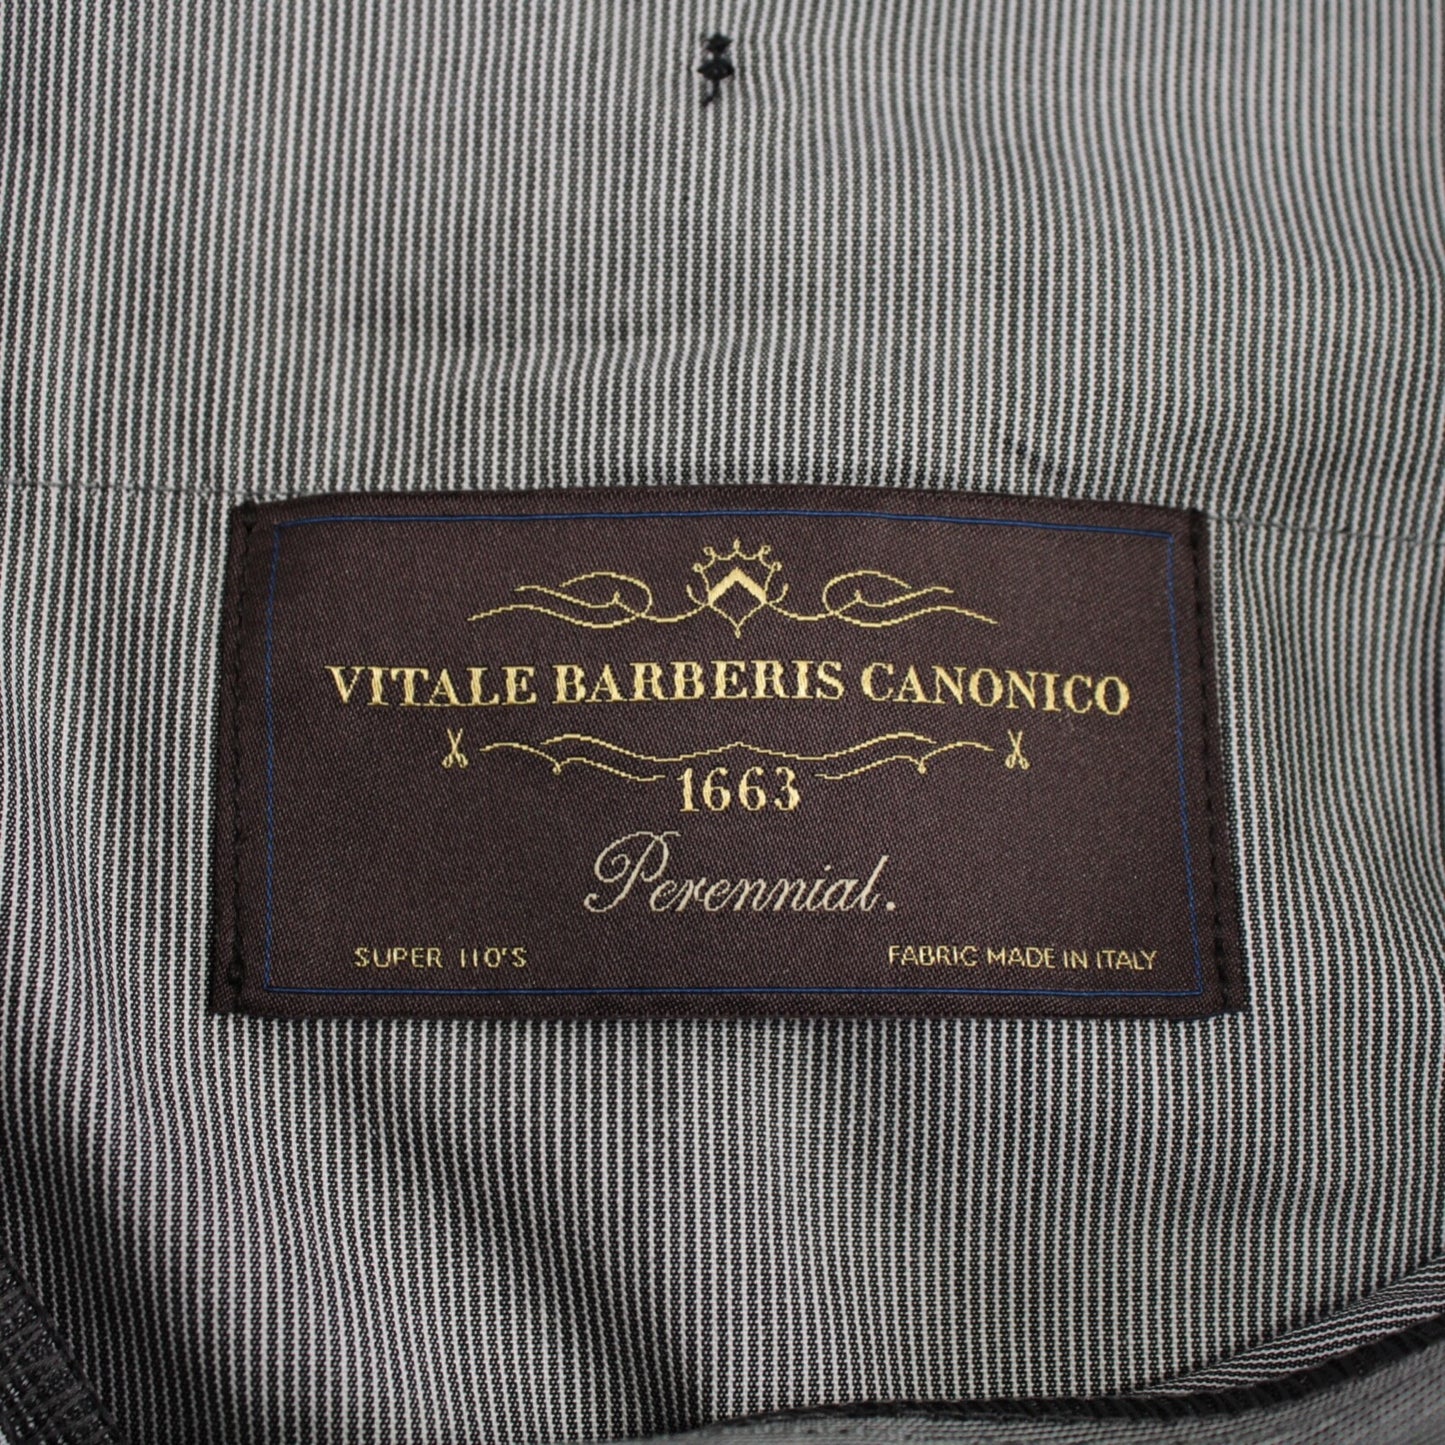 VITALE BARBERIS CANONICO
1663
Perennial.
SUPER 110'S
FABRIC MADE IN ITALY